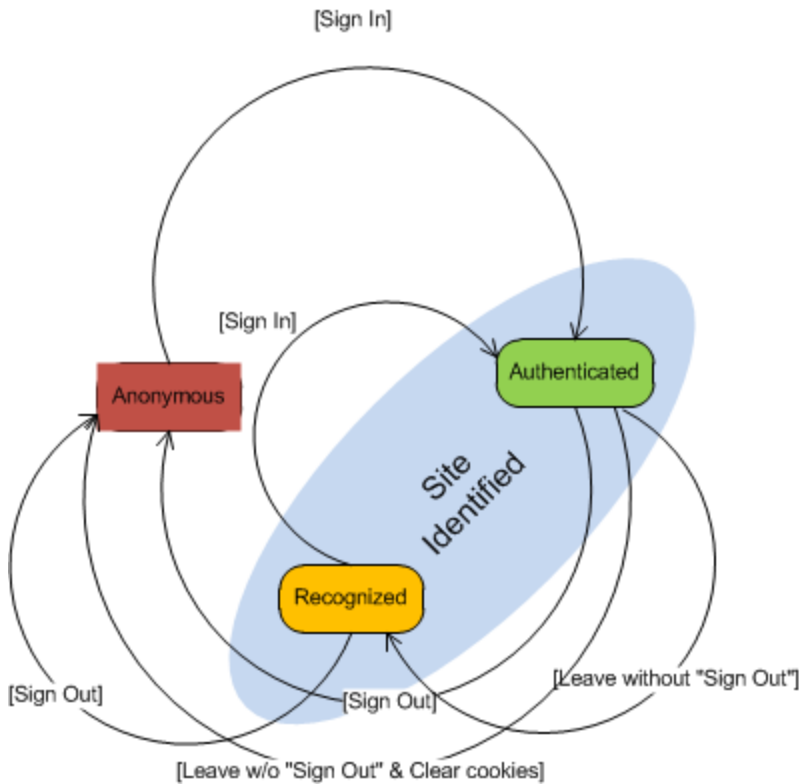 [Sign In]
[Sign In]
Anonymous
Authenticated
Site
Identified
Recognized
[Leave without "Sign Out"]
[Sign Out]
[Sign Out]
[Leave w/o "Sign Out" & Clear cookies]